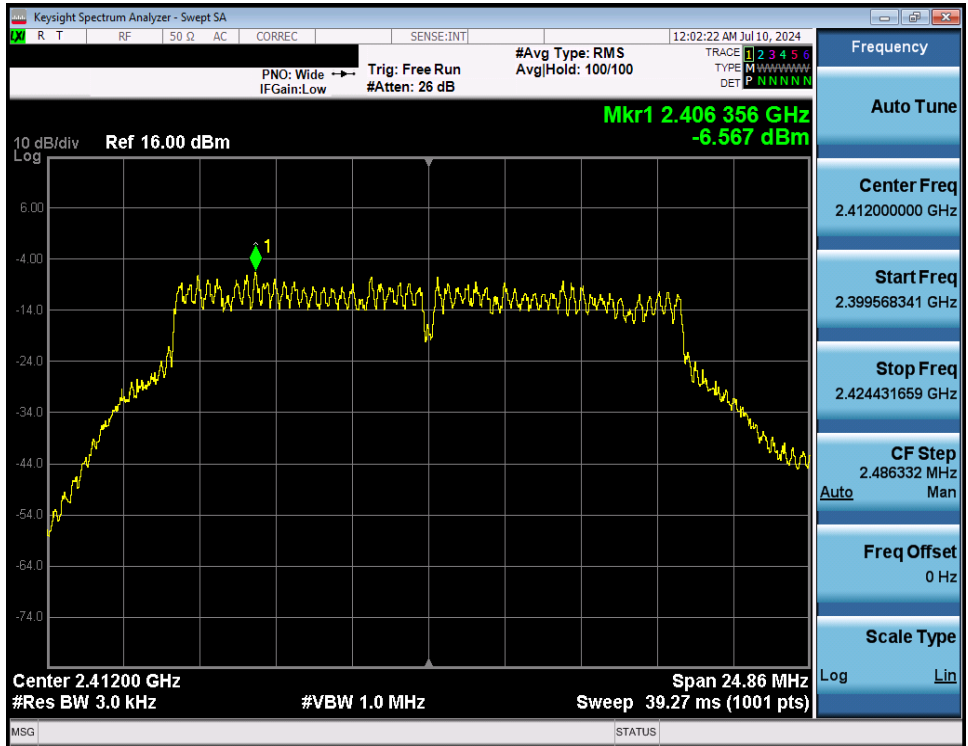 Keysight Spectrum Analyzer - Swept SA
LXI R T RF 50 Ω AC CORREC SENSE:INT 12:02:22 AM Jul 10, 2024
PNO: Wide
IFGain:Low
Trig: Free Run
#Atten: 26 dB
#Avg Type: RMS
Avg|Hold: 100/100
TRACE 1 2 3 4 5 6
TYPE M W W W W W
DET P N N N N N
Mkr1 2.406 356 GHz
-6.567 dBm
10 dB/div Ref 16.00 dBm
Log
1
6.00
-4.00
-14.0
-24.0
-34.0
-44.0
-54.0
-64.0
-74.0
Center 2.41200 GHz Span 24.86 MHz
#Res BW 3.0 kHz #VBW 1.0 MHz Sweep 39.27 ms (1001 pts)
MSG STATUS
Frequency
Auto Tune
Center Freq
2.412000000 GHz
Start Freq
2.399568341 GHz
Stop Freq
2.424431659 GHz
CF Step
2.486332 MHz
Auto Man
Freq Offset
0 Hz
Scale Type
Log Lin